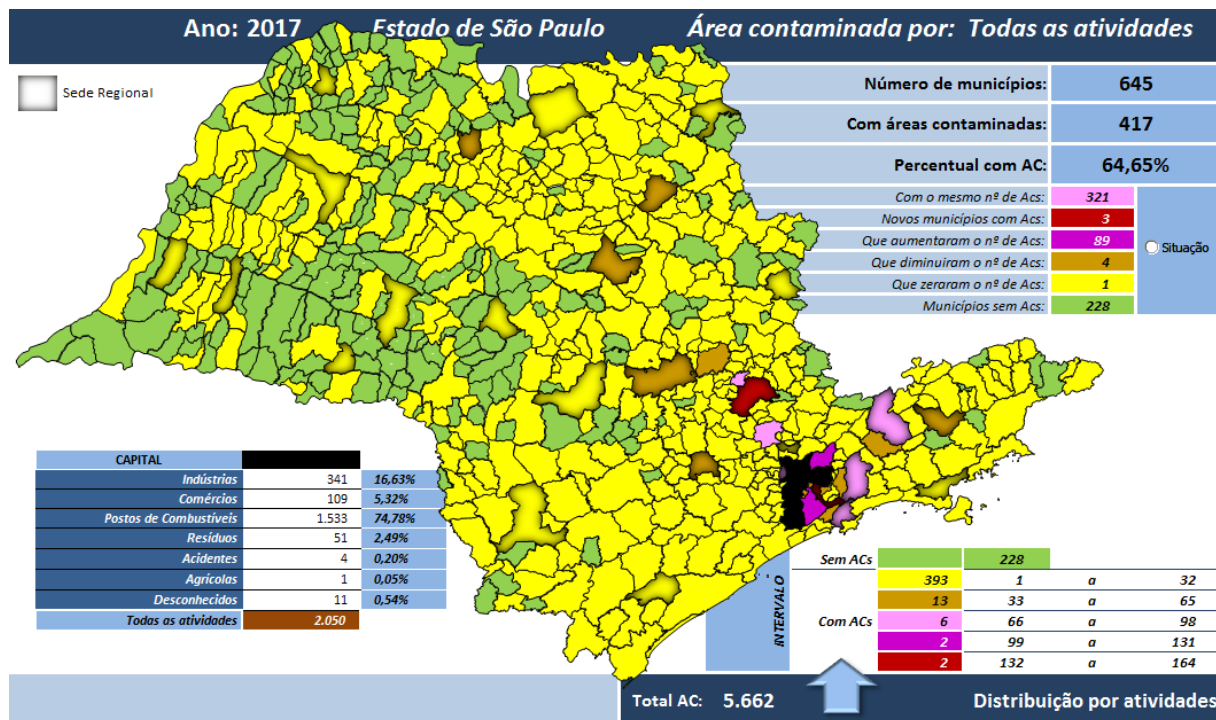 Ano: 2017 Estado de São Paulo Área contaminada por: Todas as atividades
Sede Regional
Número de municípios: 645
Com áreas contaminadas: 417
Percentual com AC: 64,65%
Com o mesmo nº de Acs: 321
Novos municípios com Acs: 3
Que aumentaram o nº de Acs: 89
Que diminuiram o nº de Acs: 4
Que zeraram o nº de Acs: 1
Municípios sem Acs: 228
Situação
CAPITAL
Indústrias 341 16,63%
Comércios 109 5,32%
Postos de Combustíveis 1.533 74,78%
Resíduos 51 2,49%
Acidentes 4 0,20%
Agrícolas 1 0,05%
Desconhecidos 11 0,54%
Todas as atividades 2.050
INTERVALO
Sem ACs 228
393 1 a 32
13 33 a 65
Com ACs 6 66 a 98
2 99 a 131
2 132 a 164
Total AC: 5.662 Distribuição por atividades